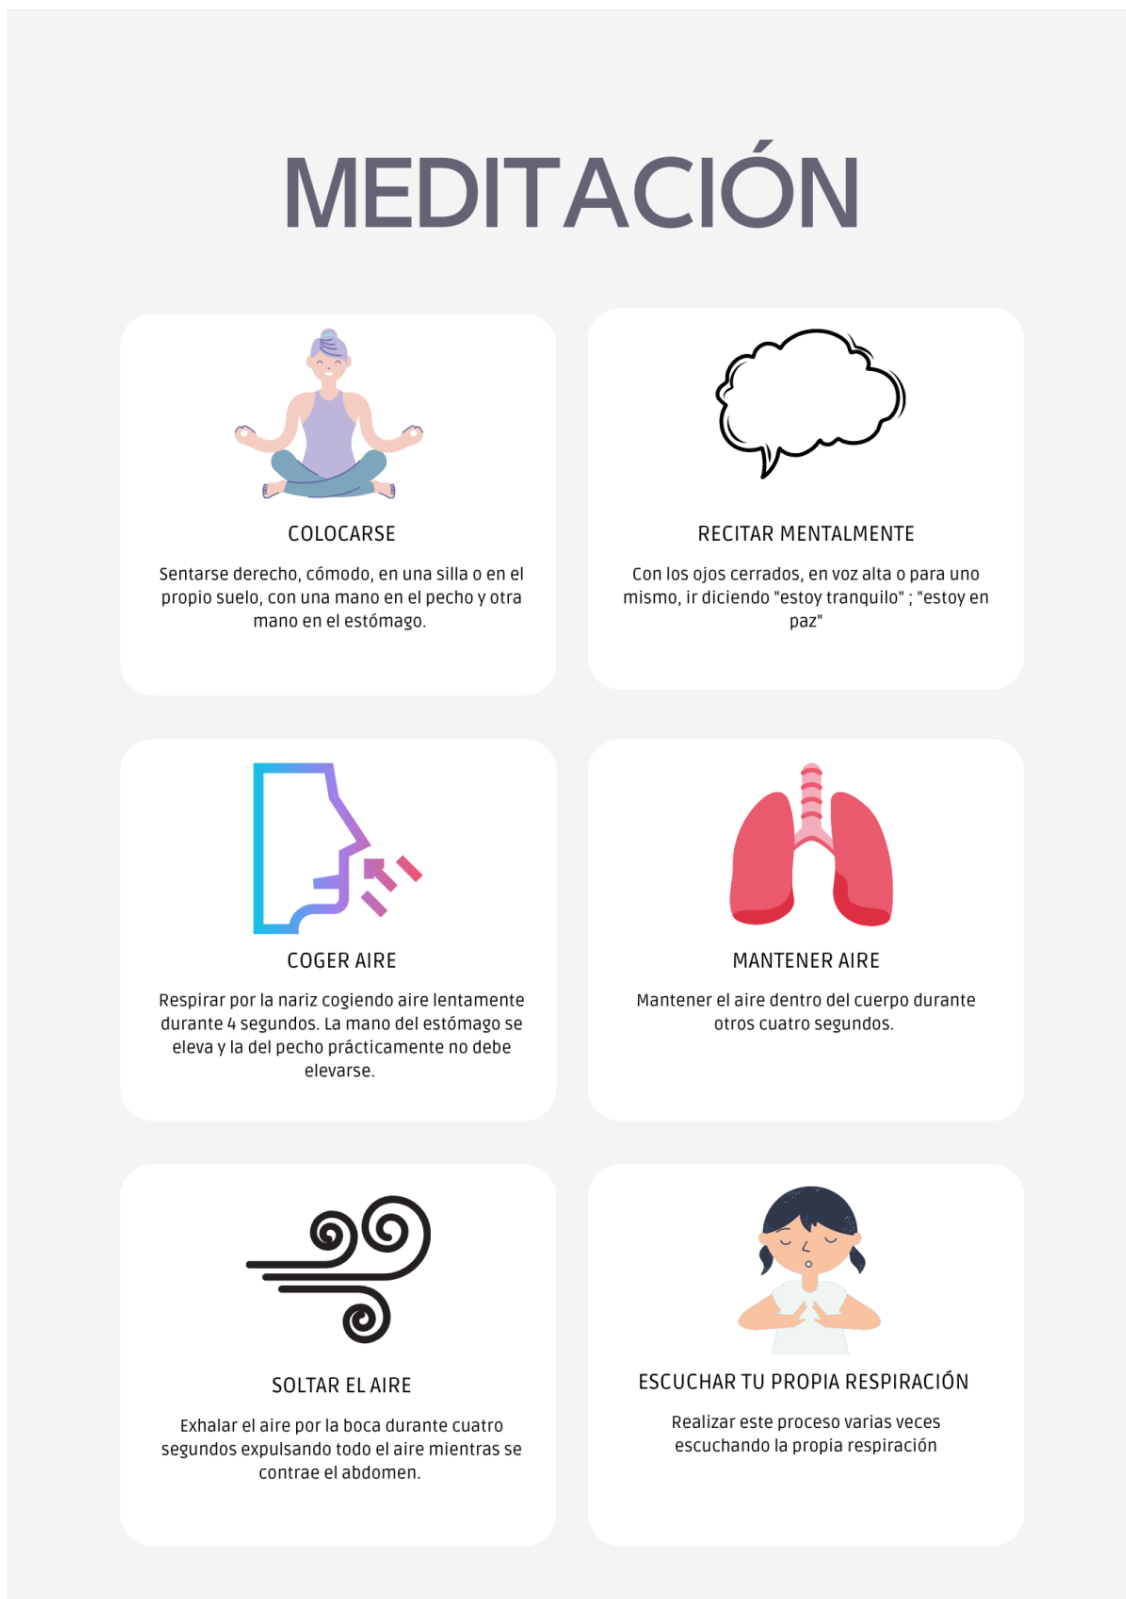 MEDITACIÓN
COLOCARSE
Sentarse derecho, cómodo, en una silla o en el
propio suelo, con una mano en el pecho y otra
mano en el estómago.
RECITAR MENTALMENTE
Con los ojos cerrados, en voz alta o para uno
mismo, ir diciendo "estoy tranquilo" ; "estoy en
paz"
COGER AIRE
Respirar por la nariz cogiendo aire lentamente
durante 4 segundos. La mano del estómago se
eleva y la del pecho prácticamente no debe
elevarse.
MANTENER AIRE
Mantener el aire dentro del cuerpo durante
otros cuatro segundos.
SOLTAR EL AIRE
Exhalar el aire por la boca durante cuatro
segundos expulsando todo el aire mientras se
contrae el abdomen.
ESCUCHAR TU PROPIA RESPIRACIÓN
Realizar este proceso varias veces
escuchando la propia respiración